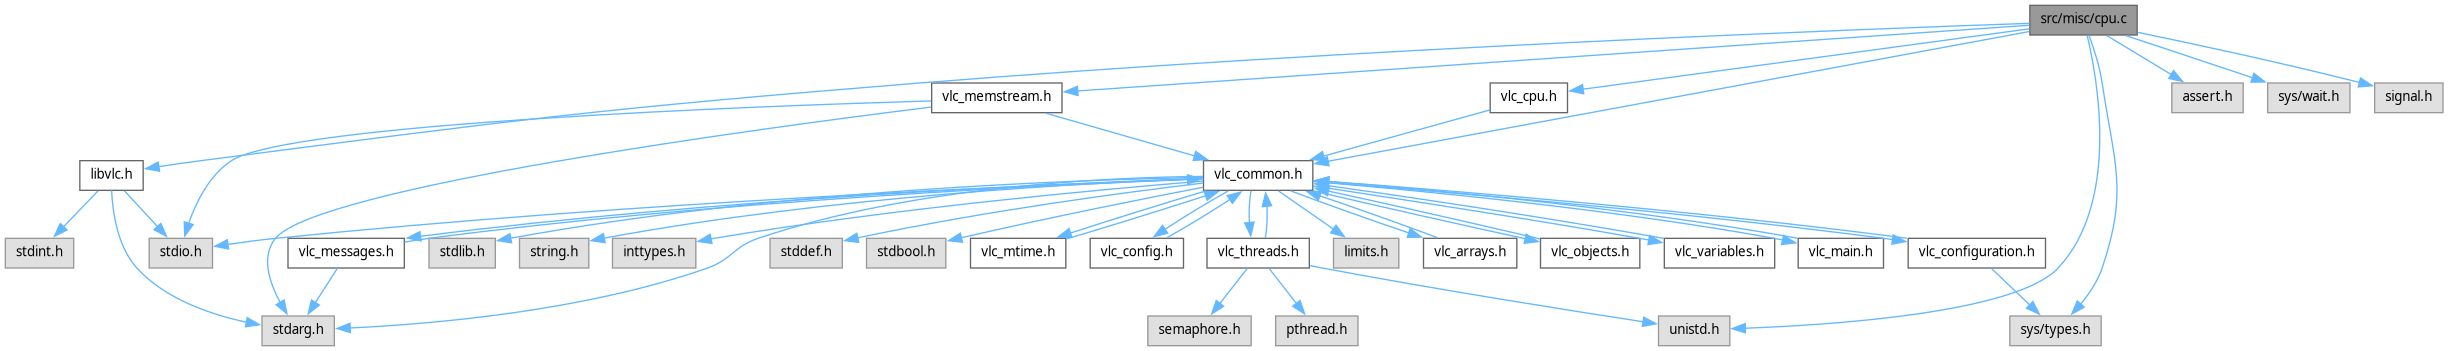 src/misc/cpu.c
vlc_memstream.h
vlc_cpu.h
assert.h
sys/wait.h
signal.h
libvlc.h
vlc_common.h
stdint.h
stdio.h
vlc_messages.h
stdlib.h
string.h
inttypes.h
stddef.h
stdbool.h
vlc_mtime.h
vlc_config.h
vlc_threads.h
limits.h
vlc_arrays.h
vlc_objects.h
vlc_variables.h
vlc_main.h
vlc_configuration.h
stdarg.h
semaphore.h
pthread.h
unistd.h
sys/types.h